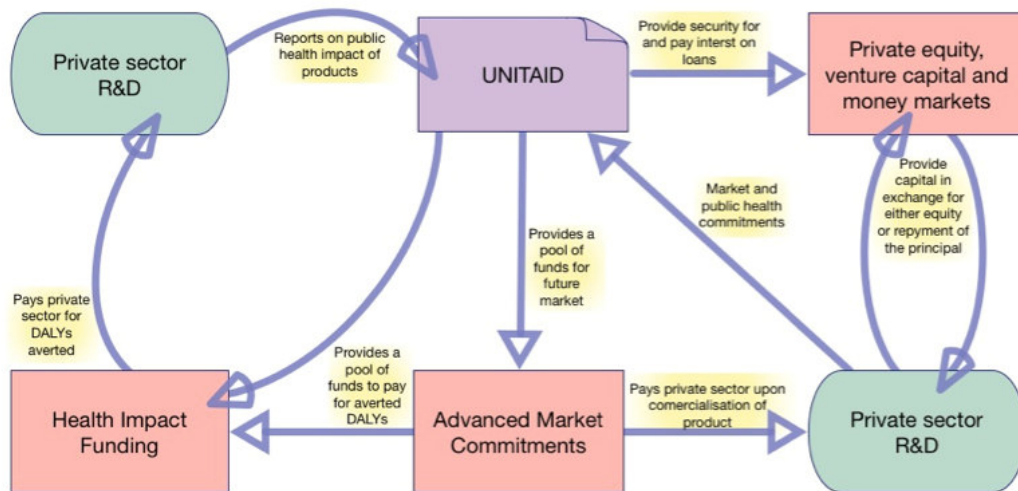 Private sector
R&D
Reports on public
health impact of
products
UNITAID
Provide security for
and pay interst on
loans
Private equity,
venture capital and
money markets
Market and
public health
commitments
Provide
capital in
exchange for
either equity
or repyment of
the principal
Provides a
pool of
funds for
future
market
Pays private
sector for
DALYs
averted
Provides a
pool of
funds to pay
for averted
DALYs
Pays private sector upon
comercialisation of
product
Health Impact
Funding
Advanced Market
Commitments
Private sector
R&D